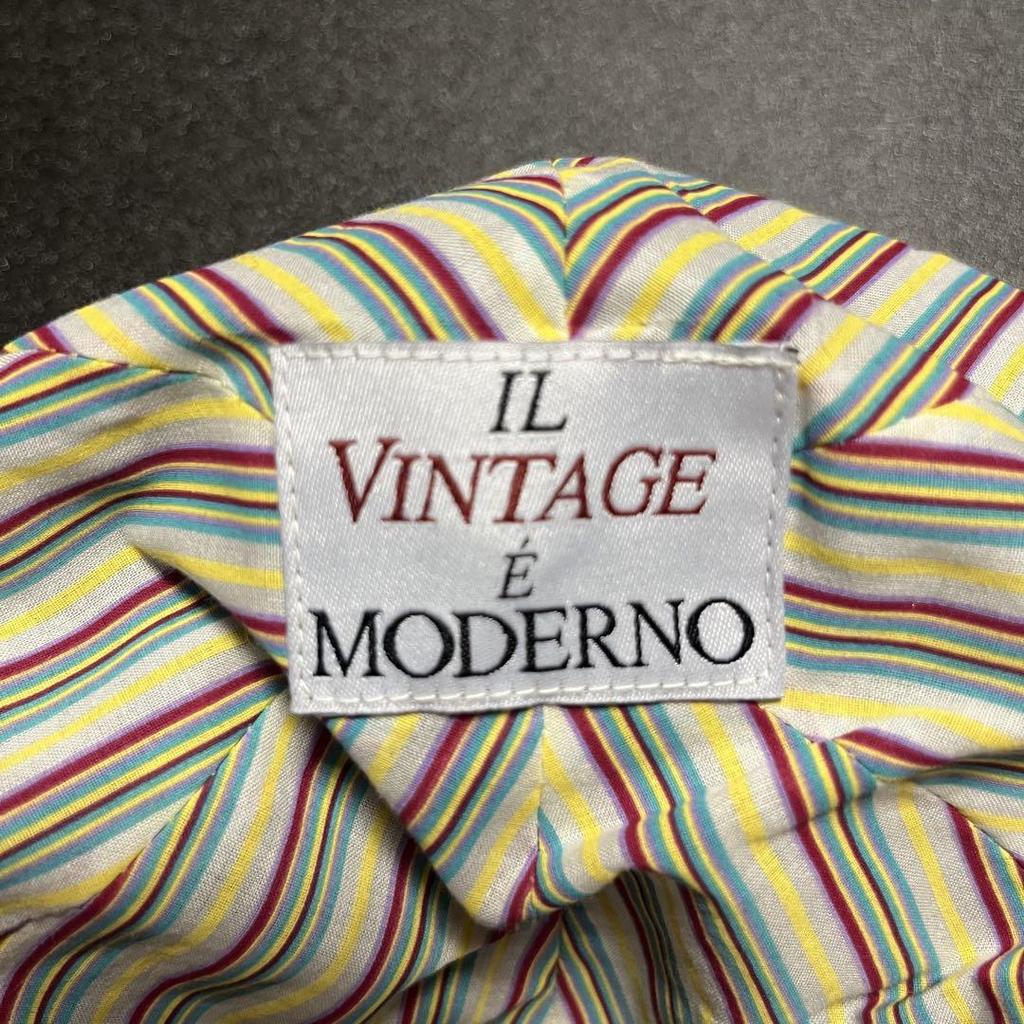 IL
VINTAGE
É
MODERNO